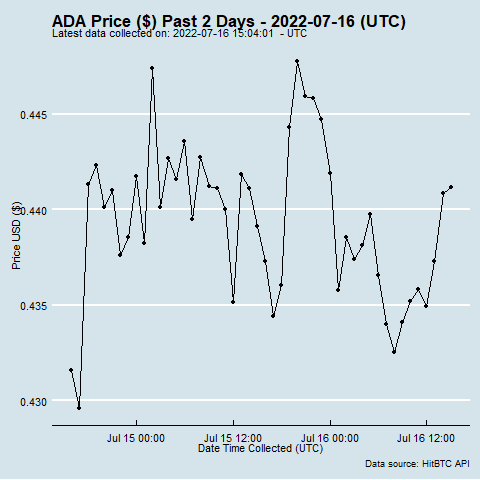 ADA Price ($) Past 2 Days - 2022-07-16 (UTC)
Latest data collected on: 2022-07-16 15:04:01  - UTC
0.445
0.440
0.435
0.430
Price USD ($)
Jul 15 00:00
Jul 15 12:00
Jul 16 00:00
Jul 16 12:00
Date Time Collected (UTC)
Data source: HitBTC API